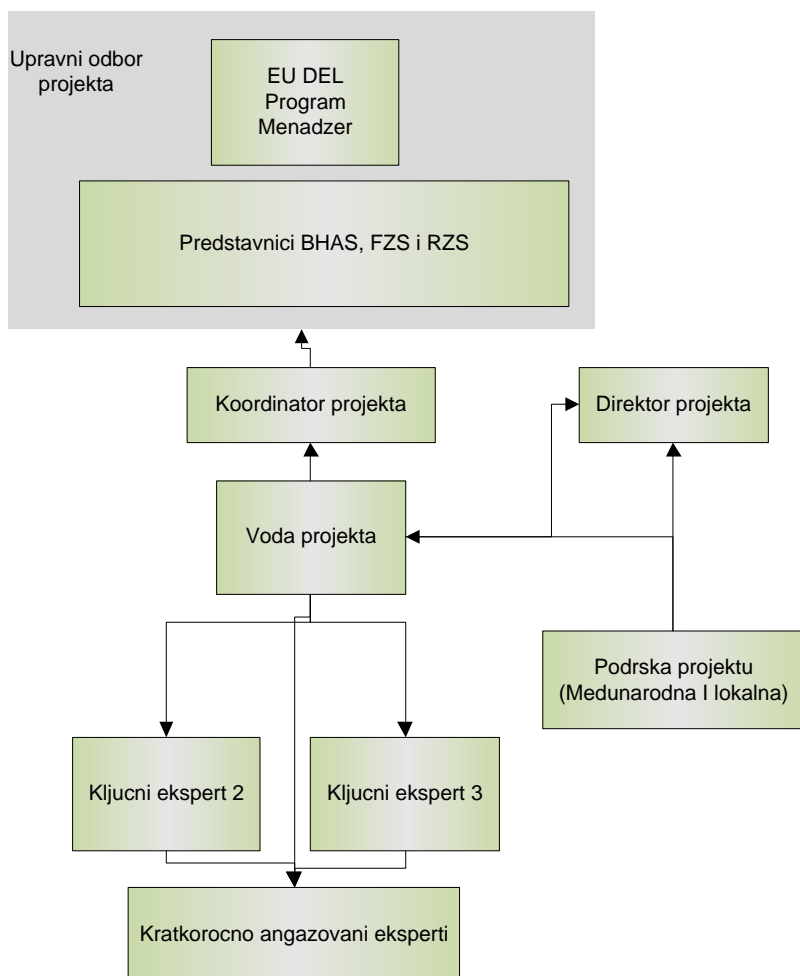 Upravni odbor
projekta
EU DEL
Program
Menadzer
Predstavnici BHAS, FZS i RZS
Koordinator projekta
Direktor projekta
Voda projekta
Podrska projektu
(Medunarodna I lokalna)
Kljucni ekspert 2
Kljucni ekspert 3
Kratkorocno angazovani eksperti